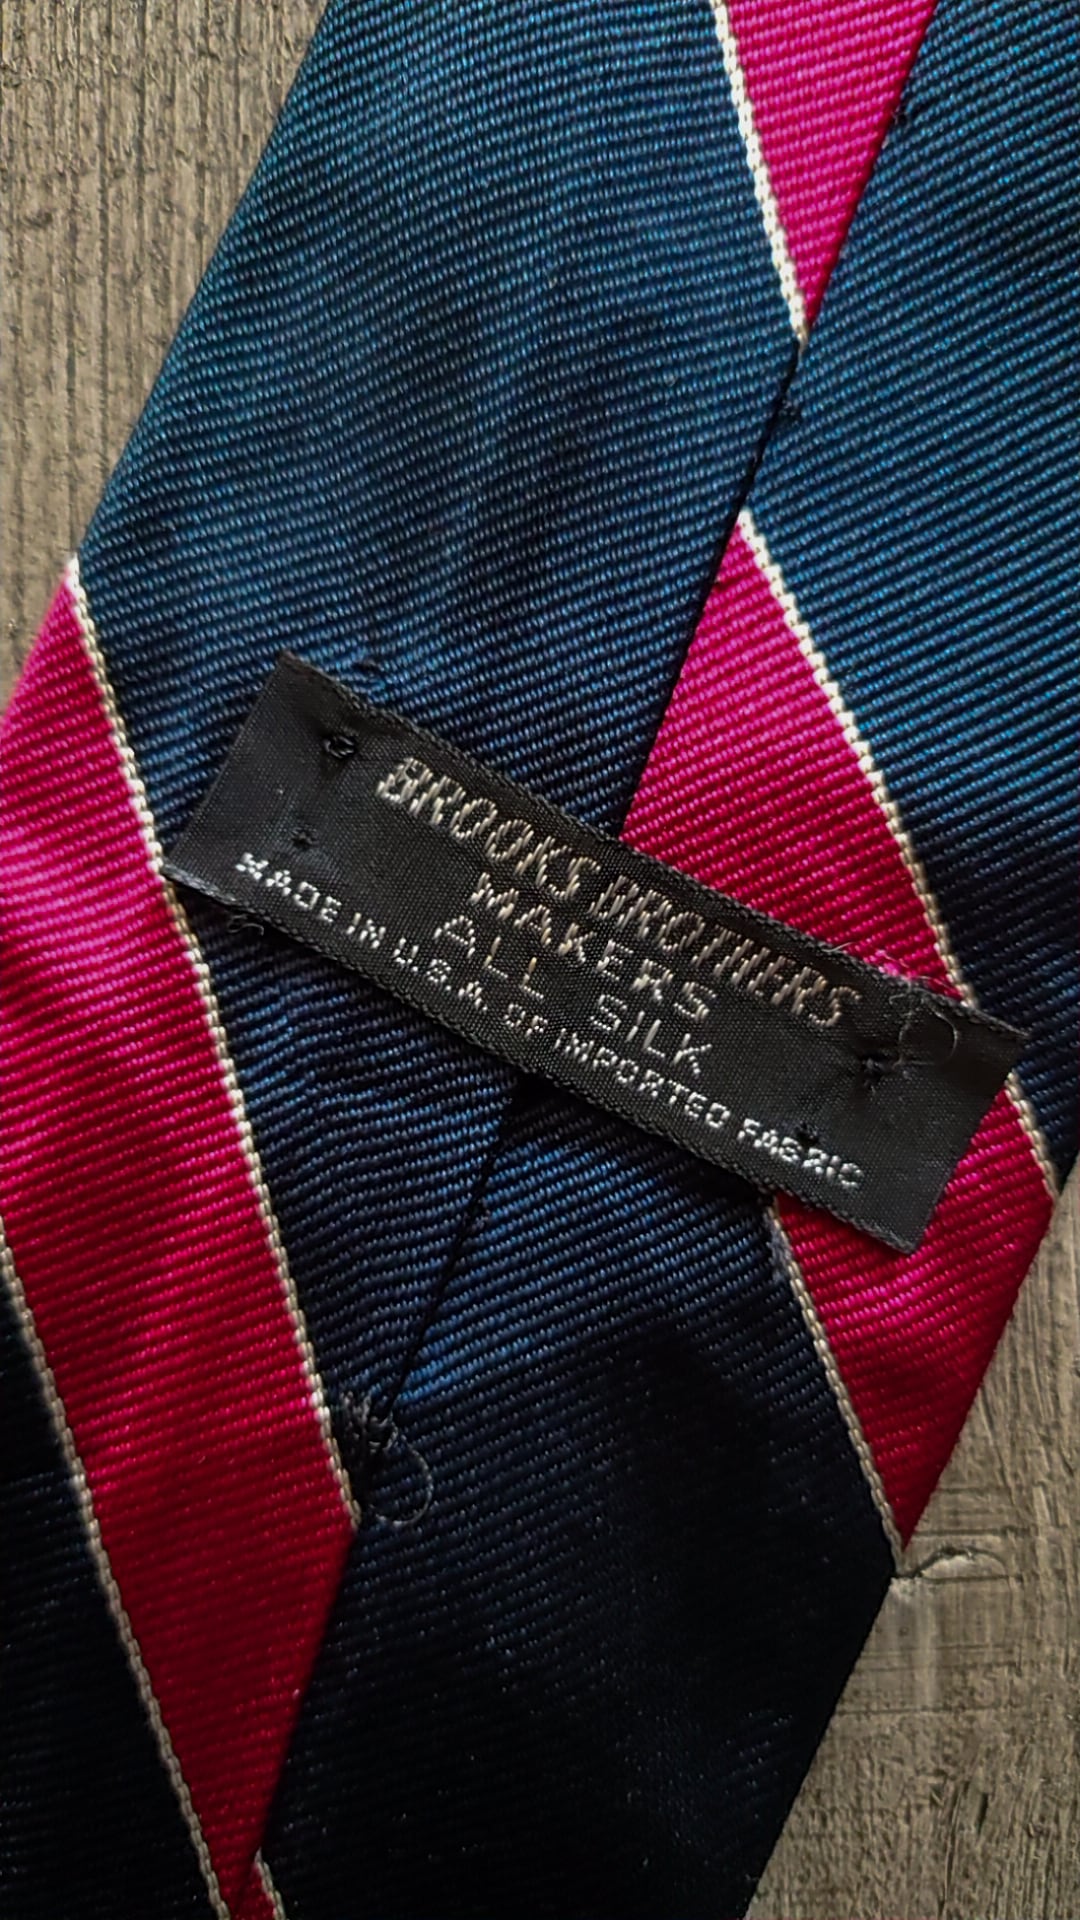 BROOKS BROTHERS
MAKERS
ALL SILK
MADE IN U.S.A. OF IMPORTED FABRIC